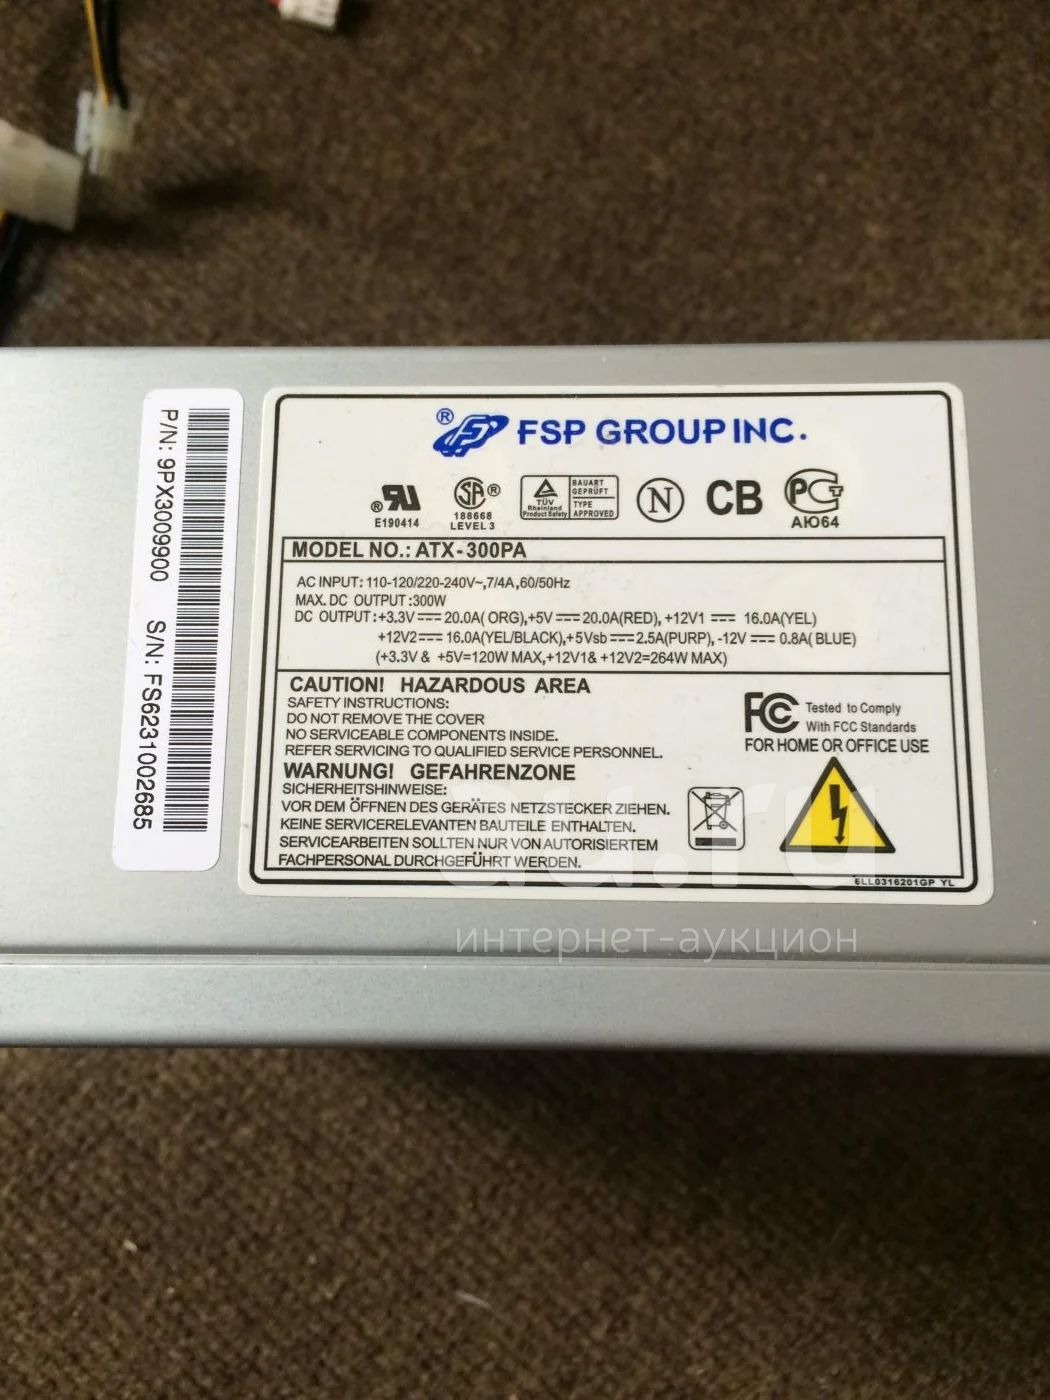 P/N: 9PX3009900 S/N: FS6231002685
® FSP GROUP INC.
® E190414
SA ® 188668 LEVEL 3
TÜV Rheinland Product Safety
BAUART GEPRÜFT
TYPE APPROVED
N
CB
АЮ64
MODEL NO.: ATX-300PA
AC INPUT: 110-120/220-240V~,7/4A,60/50Hz
MAX. DC OUTPUT :300W
DC OUTPUT :+3.3V⎓ 20.0A( ORG),+5V ⎓ 20.0A(RED), +12V1 ⎓ 16.0A(YEL)
+12V2⎓ 16.0A(YEL/BLACK),+5Vsb ⎓2.5A(PURP), -12V ⎓ 0.8A( BLUE)
(+3.3V & +5V=120W MAX,+12V1& +12V2=264W MAX)
CAUTION! HAZARDOUS AREA
SAFETY INSTRUCTIONS:
DO NOT REMOVE THE COVER
NO SERVICEABLE COMPONENTS INSIDE.
REFER SERVICING TO QUALIFIED SERVICE PERSONNEL.
FC Tested to Comply
With FCC Standards
FOR HOME OR OFFICE USE
WARNUNG! GEFAHRENZONE
SICHERHEITSHINWEISE:
VOR DEM ÖFFNEN DES GERÄTES NETZSTECKER ZIEHEN.
KEINE SERVICERELEVANTEN BAUTEILE ENTHALTEN.
SERVICEARBEITEN SOLLTEN NUR VON AUTORISIERTEM
FACHPERSONAL DURCHGEFÜHRT WERDEN.
6LL0316201GP YL
au.ru
интернет-аукцион